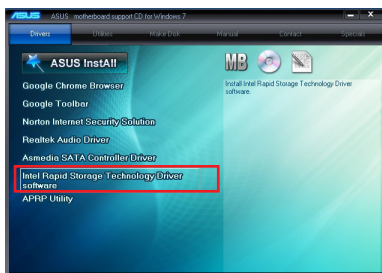 ASUS ASUS motherboard support CD for Windows 7
Drivers Utilities Make Disk Manual Contact Specials
ASUS InstAll
MB
Google Chrome Browser
Install Intel Rapid Storage Technology Driver
software.
Google Toolbar
Norton Internet Security Solution
Realtek Audio Driver
Asmedia SATA Controller Driver
Intel Rapid Storage Technology Driver
software
APRP Utility